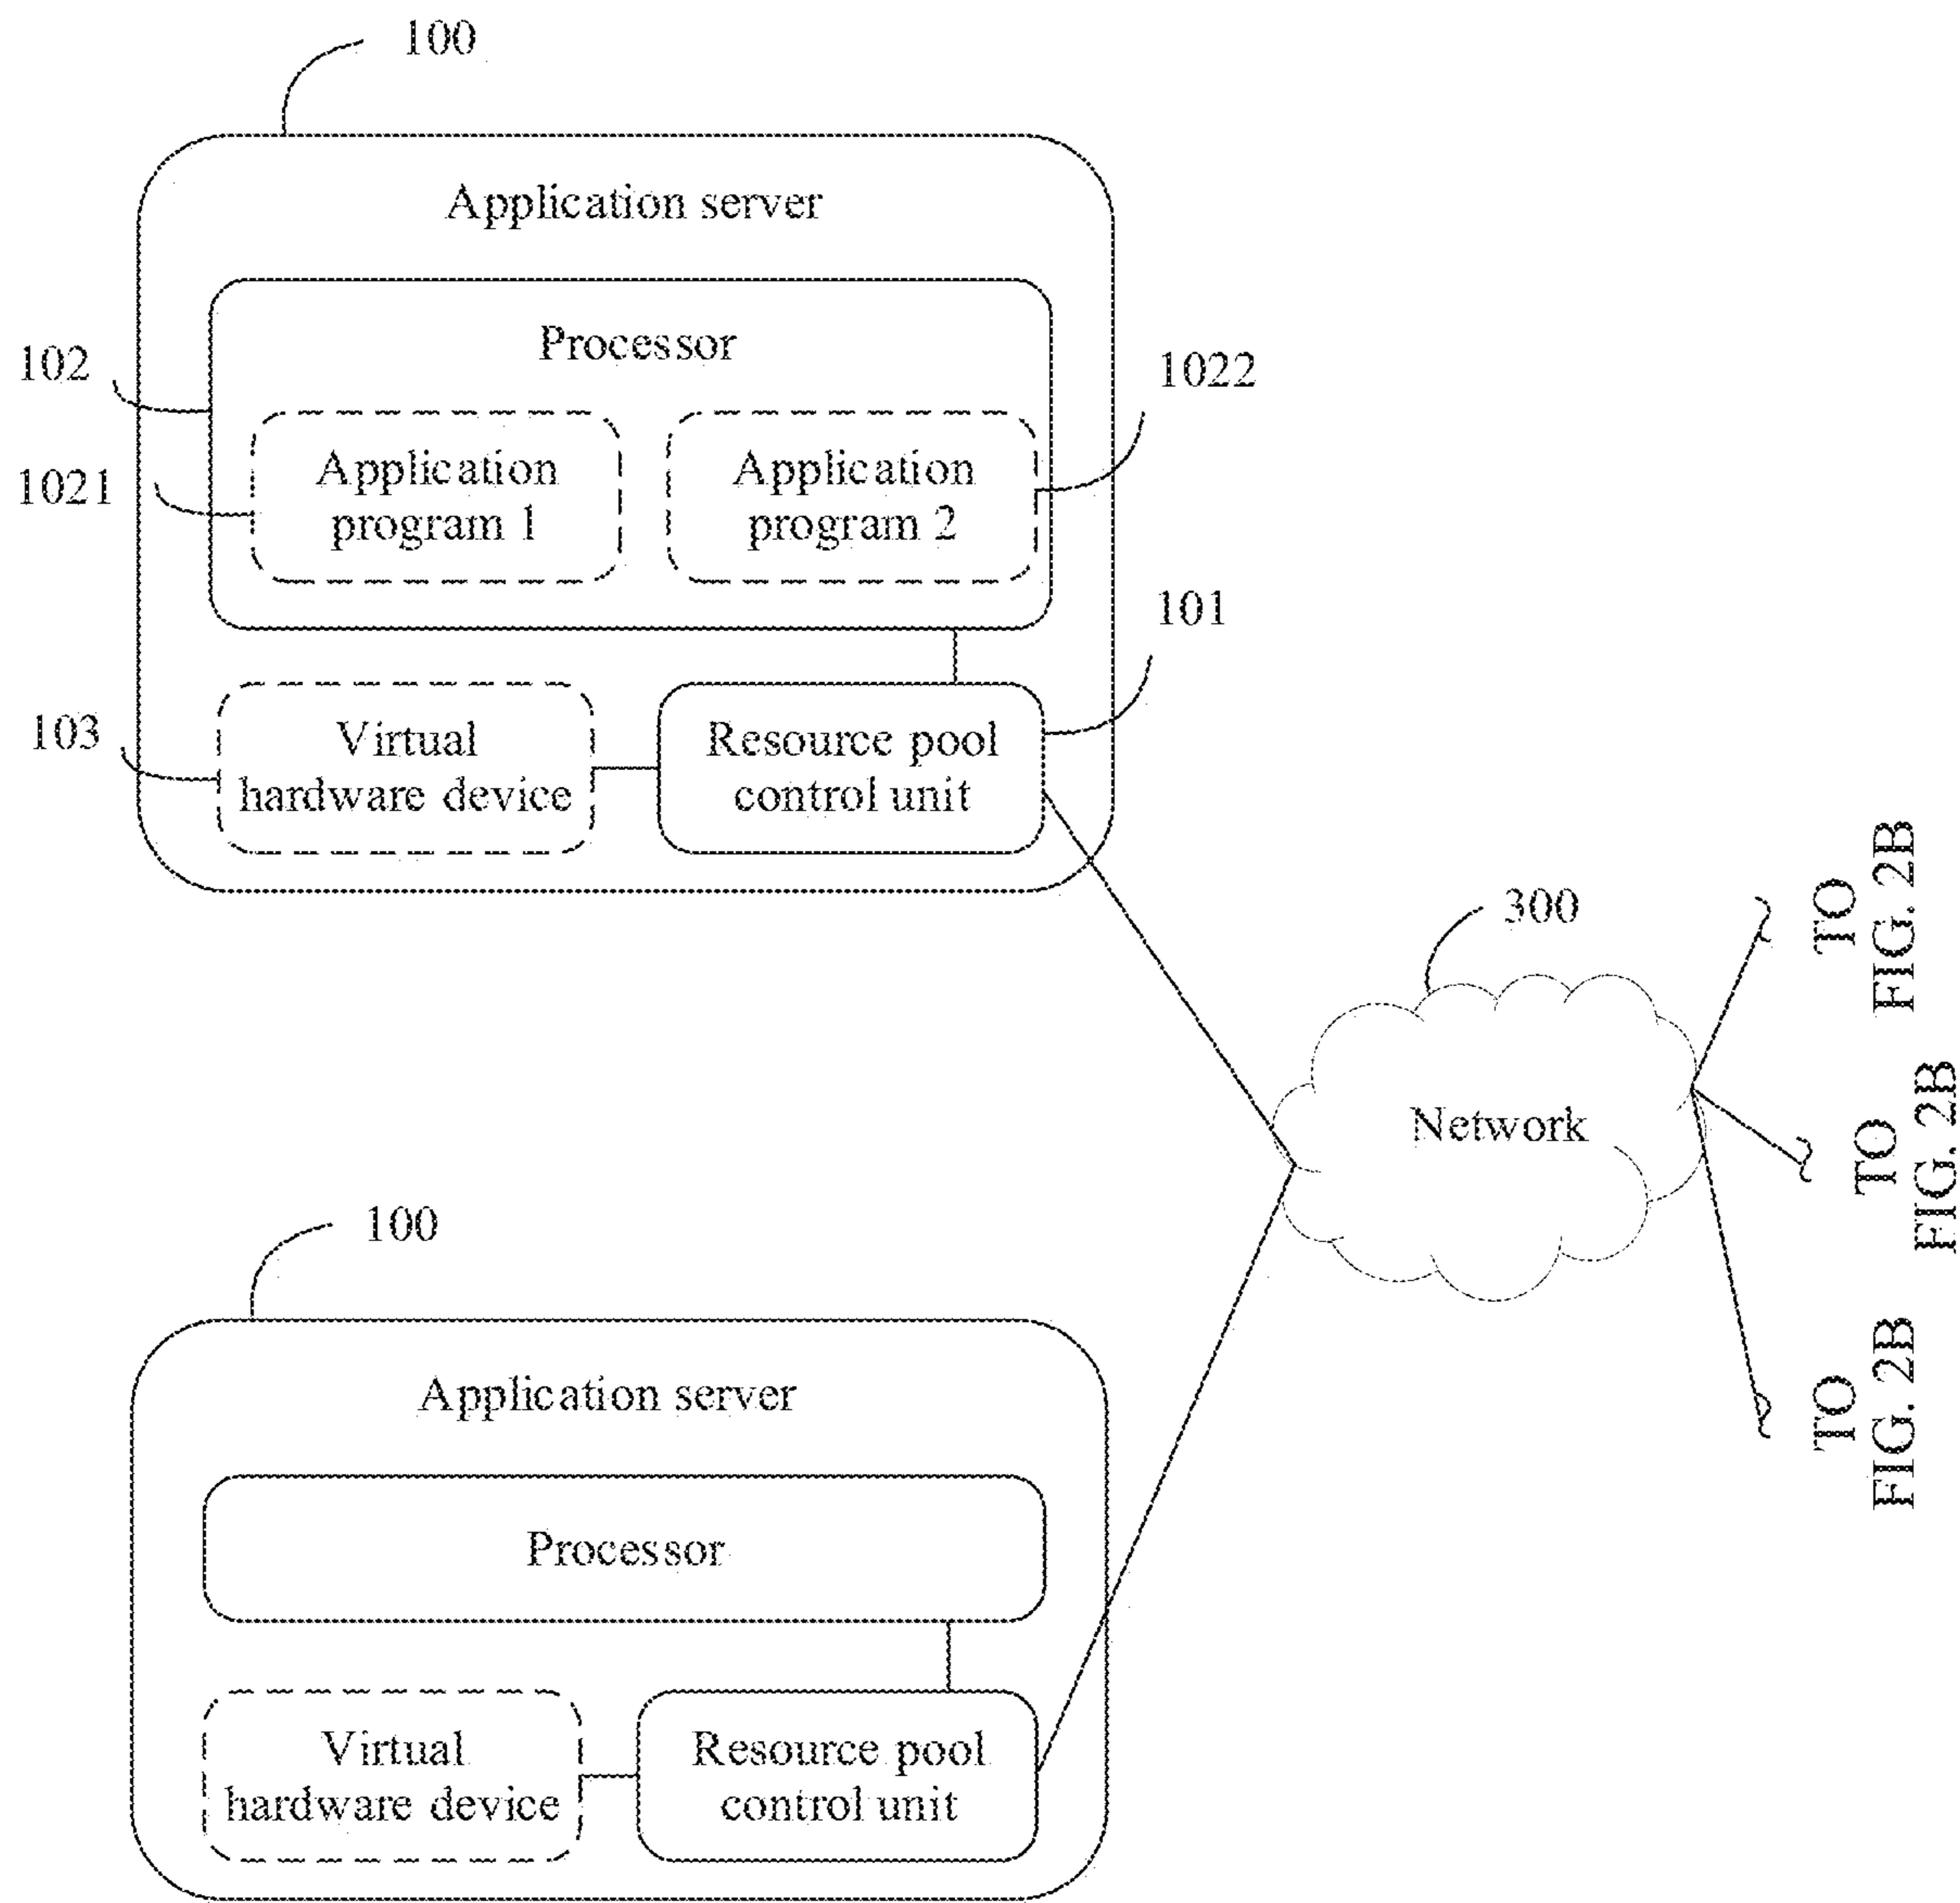 100
Application server
Processor
102
1022
Application
program 1
Application
program 2
1021
101
103
Virtual
hardware device
Resource pool
control unit
300
Network
TO
FIG. 2B
TO
FIG. 2B
TO
FIG. 2B
100
Application server
Processor
Virtual
hardware device
Resource pool
control unit